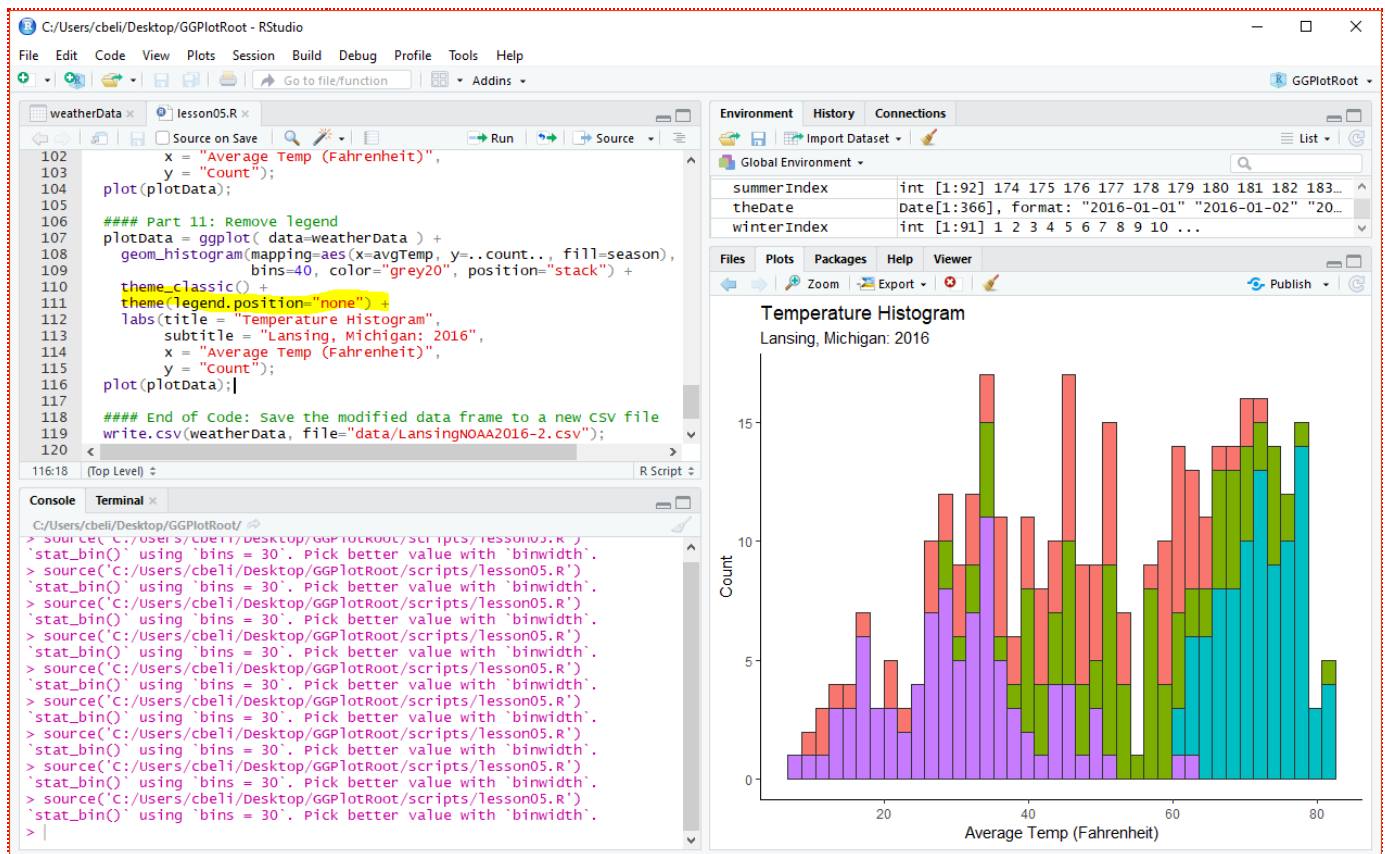 C:/Users/cbeli/Desktop/GGPlotRoot - RStudio
File Edit Code View Plots Session Build Debug Profile Tools Help
Go to file/function Addins GGPlotRoot
weatherData lesson05.R
Source on Save Run Source
102 x = "Average Temp (Fahrenheit)",
103 y = "Count");
104 plot(plotData);
105
106 #### Part 11: Remove legend
107 plotData = ggplot( data=weatherData ) +
108 geom_histogram(mapping=aes(x=avgTemp, y=..count.., fill=season),
109 bins=40, color="grey20", position="stack") +
110 theme_classic() +
111 theme(legend.position="none") +
112 labs(title = "Temperature Histogram",
113 subtitle = "Lansing, Michigan: 2016",
114 x = "Average Temp (Fahrenheit)",
115 y = "Count");
116 plot(plotData);
117
118 #### End of Code: Save the modified data frame to a new CSV file
119 write.csv(weatherData, file="data/LansingNOAA2016-2.csv");
120
116:18 (Top Level) R Script
Console Terminal
C:/Users/cbeli/Desktop/GGPlotRoot/
> source('C:/Users/cbeli/Desktop/GGPlotRoot/scripts/lesson05.R')
`stat_bin()` using `bins = 30`. Pick better value with `binwidth`.
> source('C:/Users/cbeli/Desktop/GGPlotRoot/scripts/lesson05.R')
`stat_bin()` using `bins = 30`. Pick better value with `binwidth`.
> source('C:/Users/cbeli/Desktop/GGPlotRoot/scripts/lesson05.R')
`stat_bin()` using `bins = 30`. Pick better value with `binwidth`.
> source('C:/Users/cbeli/Desktop/GGPlotRoot/scripts/lesson05.R')
`stat_bin()` using `bins = 30`. Pick better value with `binwidth`.
> source('C:/Users/cbeli/Desktop/GGPlotRoot/scripts/lesson05.R')
`stat_bin()` using `bins = 30`. Pick better value with `binwidth`.
> source('C:/Users/cbeli/Desktop/GGPlotRoot/scripts/lesson05.R')
`stat_bin()` using `bins = 30`. Pick better value with `binwidth`.
> source('C:/Users/cbeli/Desktop/GGPlotRoot/scripts/lesson05.R')
`stat_bin()` using `bins = 30`. Pick better value with `binwidth`.
> source('C:/Users/cbeli/Desktop/GGPlotRoot/scripts/lesson05.R')
`stat_bin()` using `bins = 30`. Pick better value with `binwidth`.
> source('C:/Users/cbeli/Desktop/GGPlotRoot/scripts/lesson05.R')
`stat_bin()` using `bins = 30`. Pick better value with `binwidth`.
>
Environment History Connections
Import Dataset List
Global Environment
summerIndex int [1:92] 174 175 176 177 178 179 180 181 182 183…
theDate Date[1:366], format: "2016-01-01" "2016-01-02" "20…
winterIndex int [1:91] 1 2 3 4 5 6 7 8 9 10 ...
Files Plots Packages Help Viewer
Zoom Export Publish
Temperature Histogram
Lansing, Michigan: 2016
15
10
5
0
Count
20 40 60 80
Average Temp (Fahrenheit)